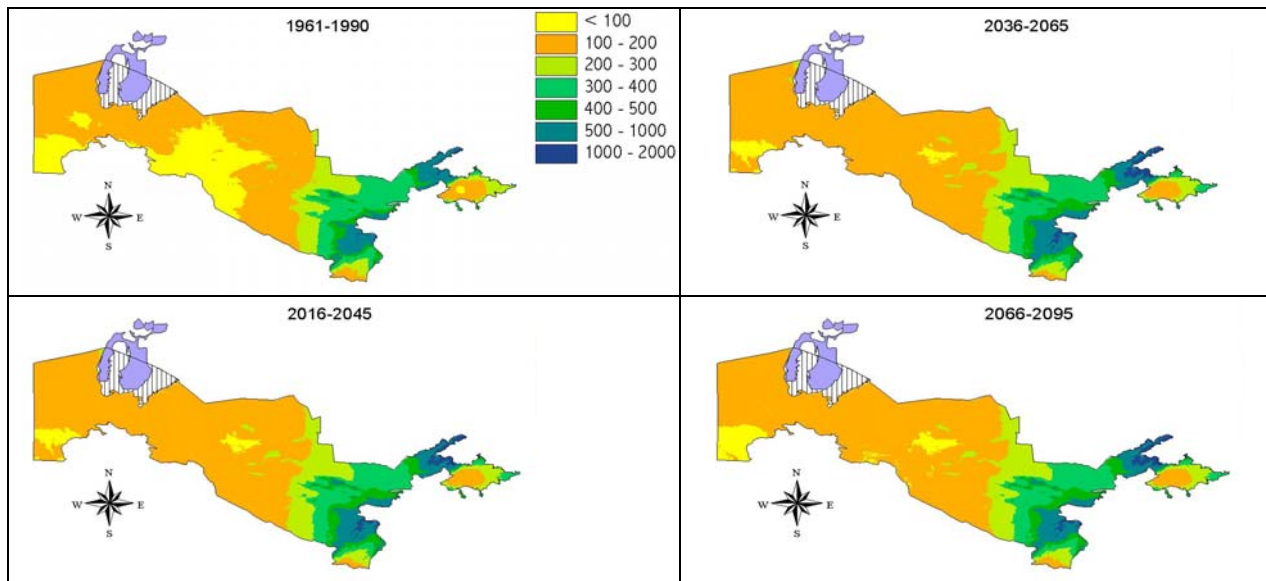 1961-1990
< 100
100 - 200
200 - 300
300 - 400
400 - 500
500 - 1000
1000 - 2000
N
W E
S
2036-2065
N
W E
S
2016-2045
N
W E
S
2066-2095
N
W E
S